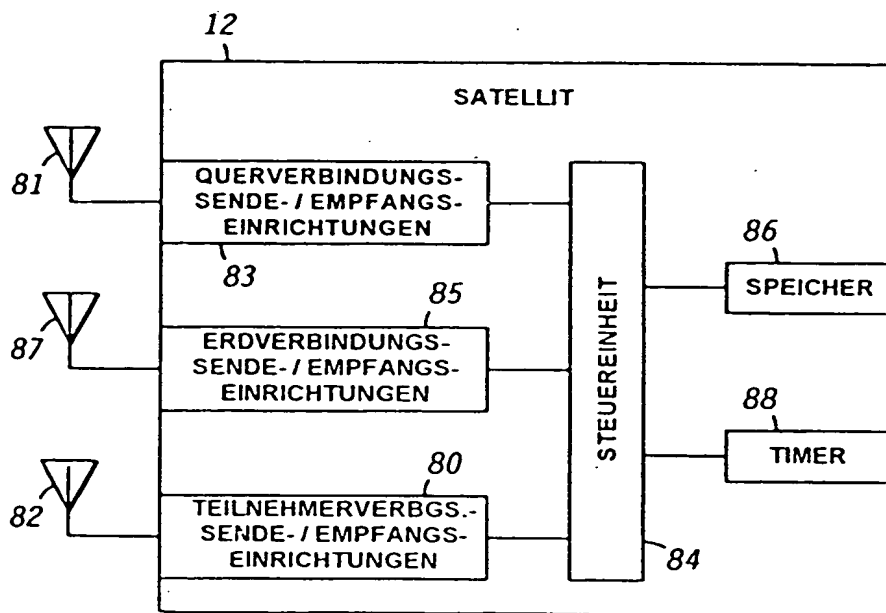 12
SATELLIT
81
QUERVERBINDUNGS-
SENDE- / EMPFANGS-
EINRICHTUNGEN
83
86
SPEICHER
87
85
ERDVERBINDUNGS-
SENDE- / EMPFANGS-
EINRICHTUNGEN
STEUEREINHEIT
88
TIMER
82
80
TEILNEHMERVERBGS.-
SENDE- / EMPFANGS-
EINRICHTUNGEN
84